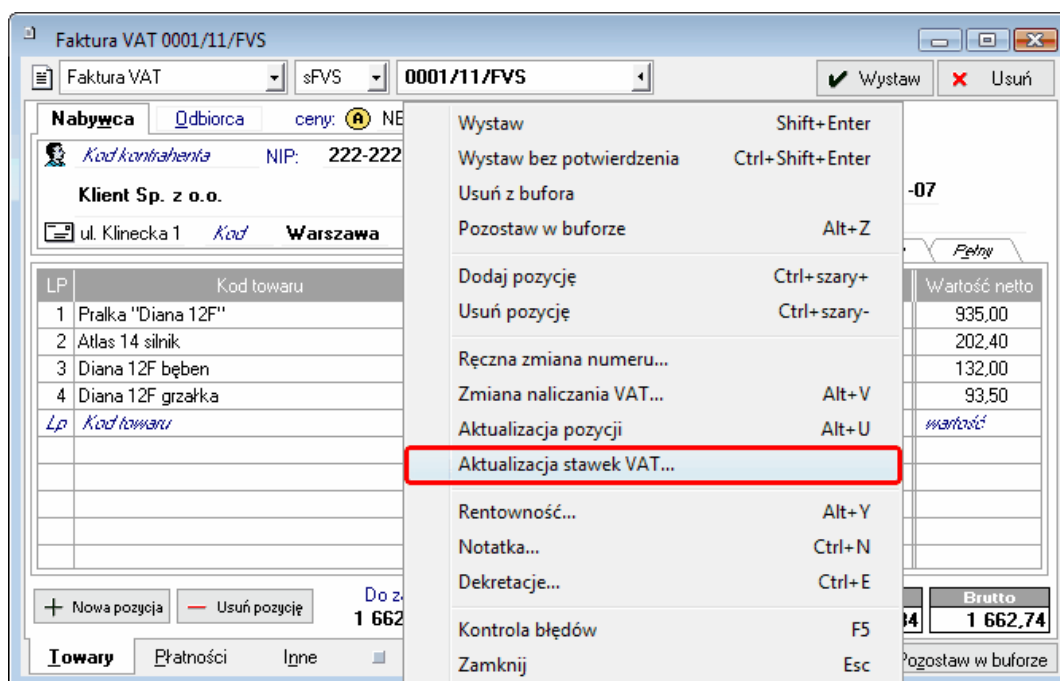 Faktura VAT 0001/11/FVS
Faktura VAT sFVS 0001/11/FVS Wystaw Usuń
Nabywca Odbiorca ceny: A NE
Kod kontrahenta NIP: 222-222
Klient Sp. z o.o. -07
ul. Klinecka 1 Kod Warszawa
Pełny
LP Kod towaru Wartość netto
1 Pralka "Diana 12F" 935,00
2 Atlas 14 silnik 202,40
3 Diana 12F bęben 132,00
4 Diana 12F grzałka 93,50
Lp Kod towaru wartość
Wystaw Shift+Enter
Wystaw bez potwierdzenia Ctrl+Shift+Enter
Usuń z bufora
Pozostaw w buforze Alt+Z
Dodaj pozycję Ctrl+szary+
Usuń pozycję Ctrl+szary-
Ręczna zmiana numeru...
Zmiana naliczania VAT... Alt+V
Aktualizacja pozycji Alt+U
Aktualizacja stawek VAT...
Rentowność... Alt+Y
Notatka... Ctrl+N
Dekretacje... Ctrl+E
Kontrola błędów F5
Zamknij Esc
Nowa pozycja Usuń pozycję Do z
1 662
Brutto
4 1 662,74
Towary Płatności Inne Pozostaw w buforze